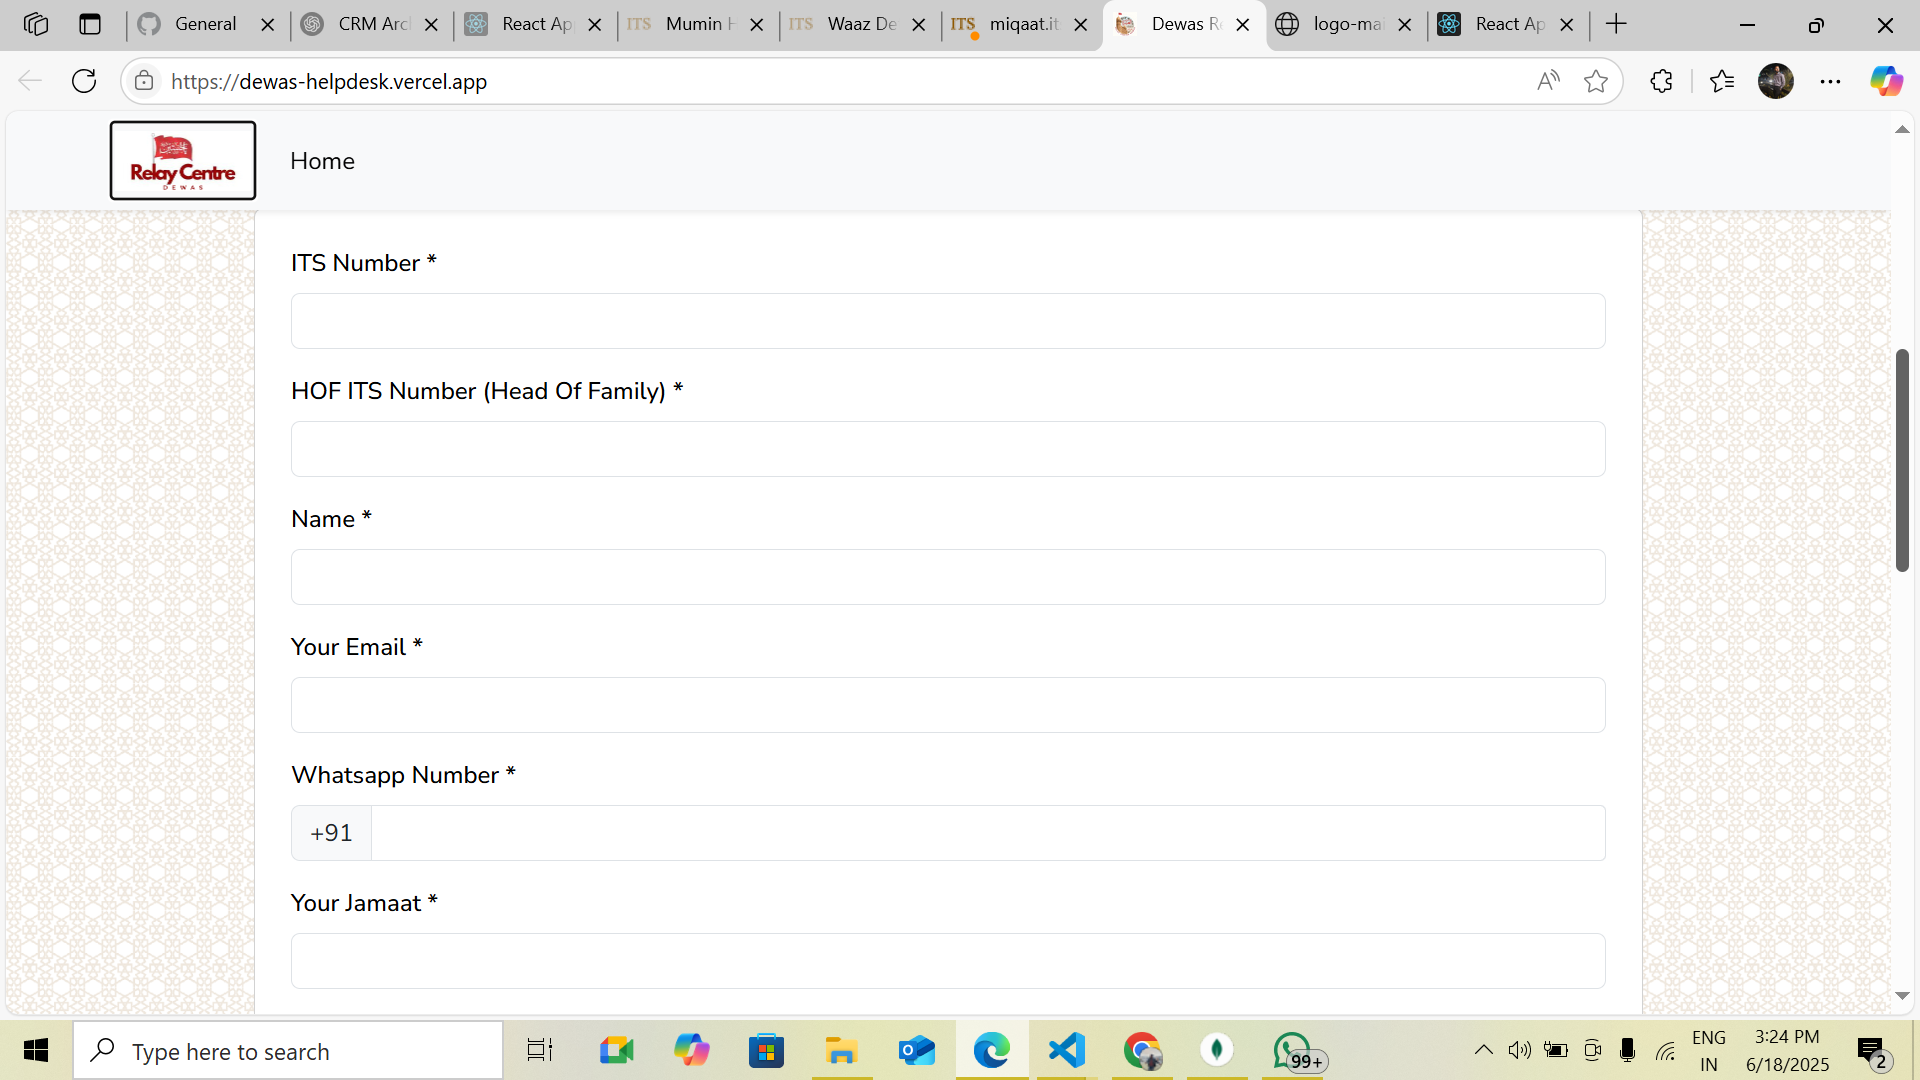 General
CRM Arc
React Ap
ITS Mumin H
ITS Waaz De
ITS miqaat.it
Dewas Re
logo-mai
React Ap
https://dewas-helpdesk.vercel.app
Relay Centre
DEWAS
Home
ITS Number *
HOF ITS Number (Head Of Family) *
Name *
Your Email *
Whatsapp Number *
+91
Your Jamaat *
Type here to search
99+
ENG
IN
3:24 PM
6/18/2025
2